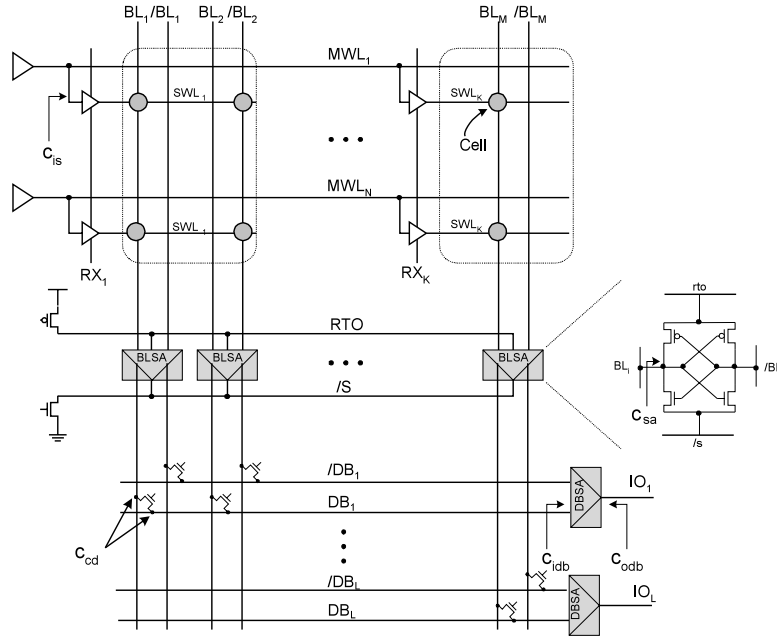 BL1 /BL1 BL2 /BL2 BLM /BLM
MWL1
SWL1 SWLK
Cis
Cell
MWLN
SWL1 SWLK
RX1 RXK
rto
RTO
BLSA BLSA BLSA
BLi /BL
Csa
/S
/s
/DB1
IO1
DBSA
DB1
Ccd
Cidb Codb
/DBL
IOL
DBSA
DBL